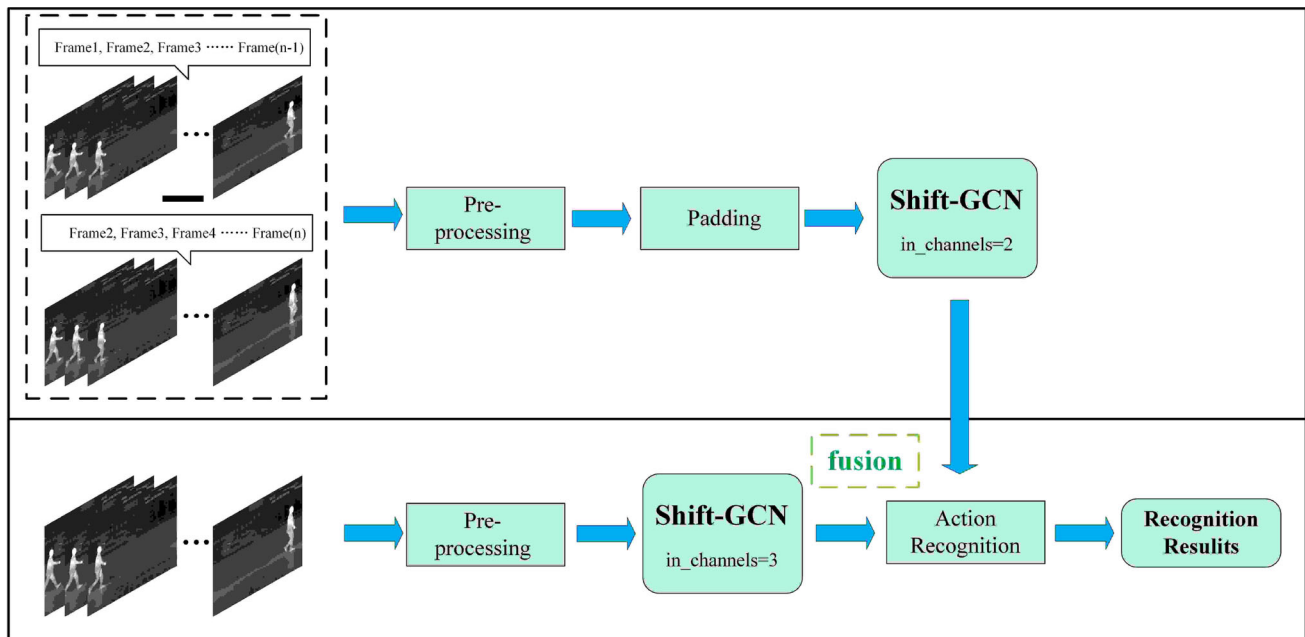 Frame1, Frame2, Frame3 ······ Frame(n-1)
Frame2, Frame3, Frame4 ······ Frame(n)
Pre-
processing
Padding
Shift-GCN
in_channels=2
fusion
Pre-
processing
Shift-GCN
in_channels=3
Action
Recognition
Recognition
Resulits